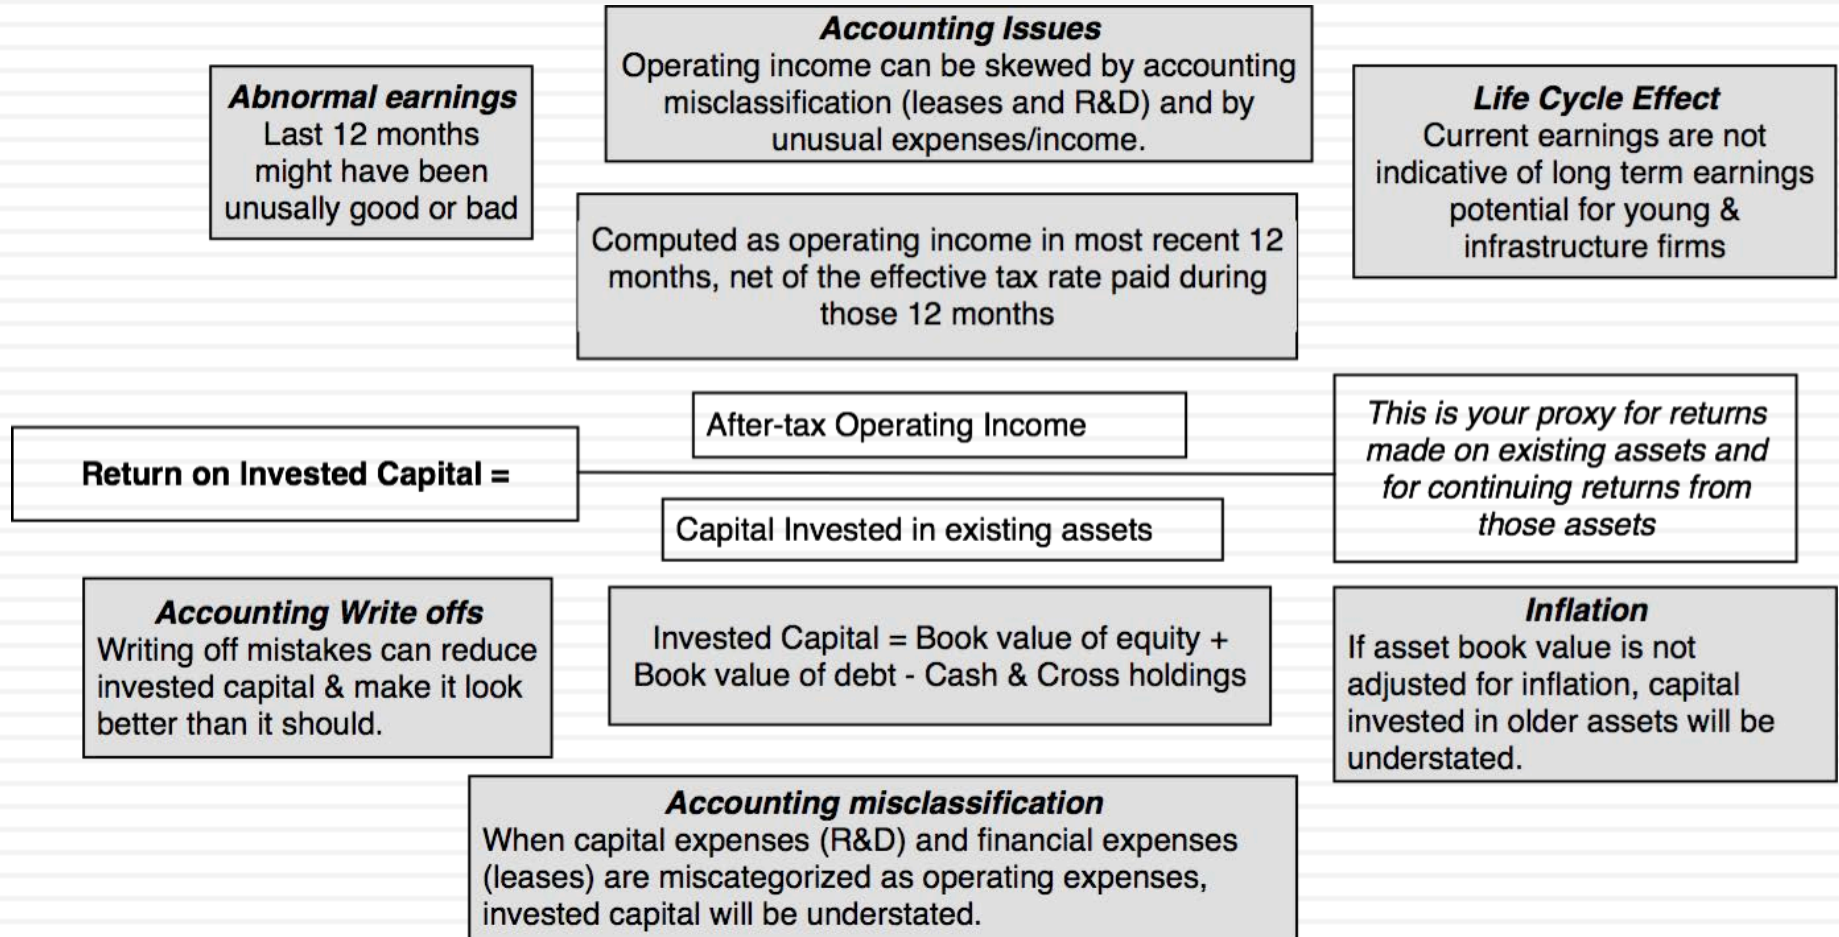 Accounting Issues
Operating income can be skewed by accounting
misclassification (leases and R&D) and by
unusual expenses/income.
Abnormal earnings
Last 12 months
might have been
unusally good or bad
Life Cycle Effect
Current earnings are not
indicative of long term earnings
potential for young &
infrastructure firms
Computed as operating income in most recent 12
months, net of the effective tax rate paid during
those 12 months
After-tax Operating Income
Return on Invested Capital =
Capital Invested in existing assets
This is your proxy for returns
made on existing assets and
for continuing returns from
those assets
Accounting Write offs
Writing off mistakes can reduce
invested capital & make it look
better than it should.
Invested Capital = Book value of equity +
Book value of debt - Cash & Cross holdings
Inflation
If asset book value is not
adjusted for inflation, capital
invested in older assets will be
understated.
Accounting misclassification
When capital expenses (R&D) and financial expenses
(leases) are miscategorized as operating expenses,
invested capital will be understated.